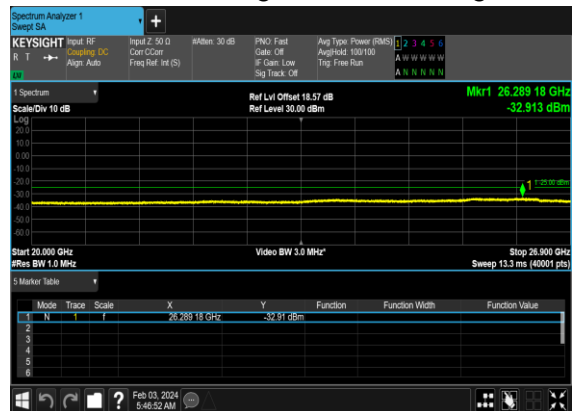 Spectrum Analyzer 1
Swept SA
+
KEYSIGHT Input: RF Input Z: 50 Ω #Atten: 30 dB PNO: Fast Avg Type: Power (RMS) 1 2 3 4 5 6
R T Coupling: DC Corr CCorr Gate: Off Avg|Hold: 100/100 A W W W W W
Align: Auto Freq Ref: Int (S) IF Gain: Low Trig: Free Run
Sig Track: Off A N N N N N
1 Spectrum Ref Lvl Offset 18.57 dB Mkr1 26.289 18 GHz
Scale/Div 10 dB Ref Level 30.00 dBm -32.913 dBm
Log
20.0
10.0
0.00
-10.0
-20.0
-30.0
-40.0
-50.0
-60.0
1
-25.00 dBm
Start 20.000 GHz Video BW 3.0 MHz* Stop 26.900 GHz
#Res BW 1.0 MHz Sweep 13.3 ms (40001 pts)
5 Marker Table
Mode Trace Scale X Y Function Function Width Function Value
1 N 1 f 26.289 18 GHz -32.91 dBm
2
3
4
5
6
? Feb 03, 2024
5:46:52 AM